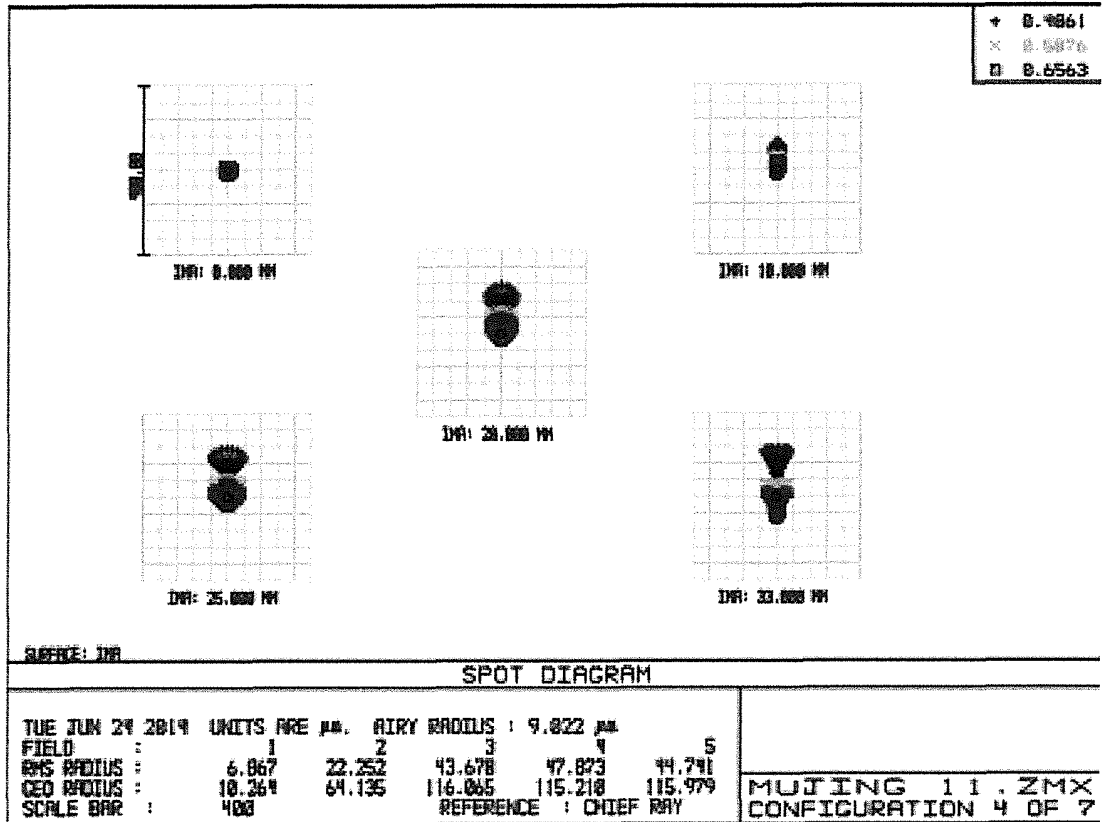 + 0.4861
× 0.5876
□ 0.6563
IMA: 0.000 MM
IMA: 10.000 MM
IMA: 20.000 MM
IMA: 25.000 MM
IMA: 33.000 MM
SURFACE: IMA
SPOT DIAGRAM
TUE JUN 24 2014 UNITS ARE µm. AIRY RADIUS : 9.022 µm
FIELD : 1 2 3 4 5
RMS RADIUS : 6.867 22.252 43.678 47.873 44.741
GEO RADIUS : 10.264 64.135 116.065 115.218 115.979
SCALE BAR : 400 REFERENCE : CHIEF RAY
MUJING 11.ZMX
CONFIGURATION 4 OF 7